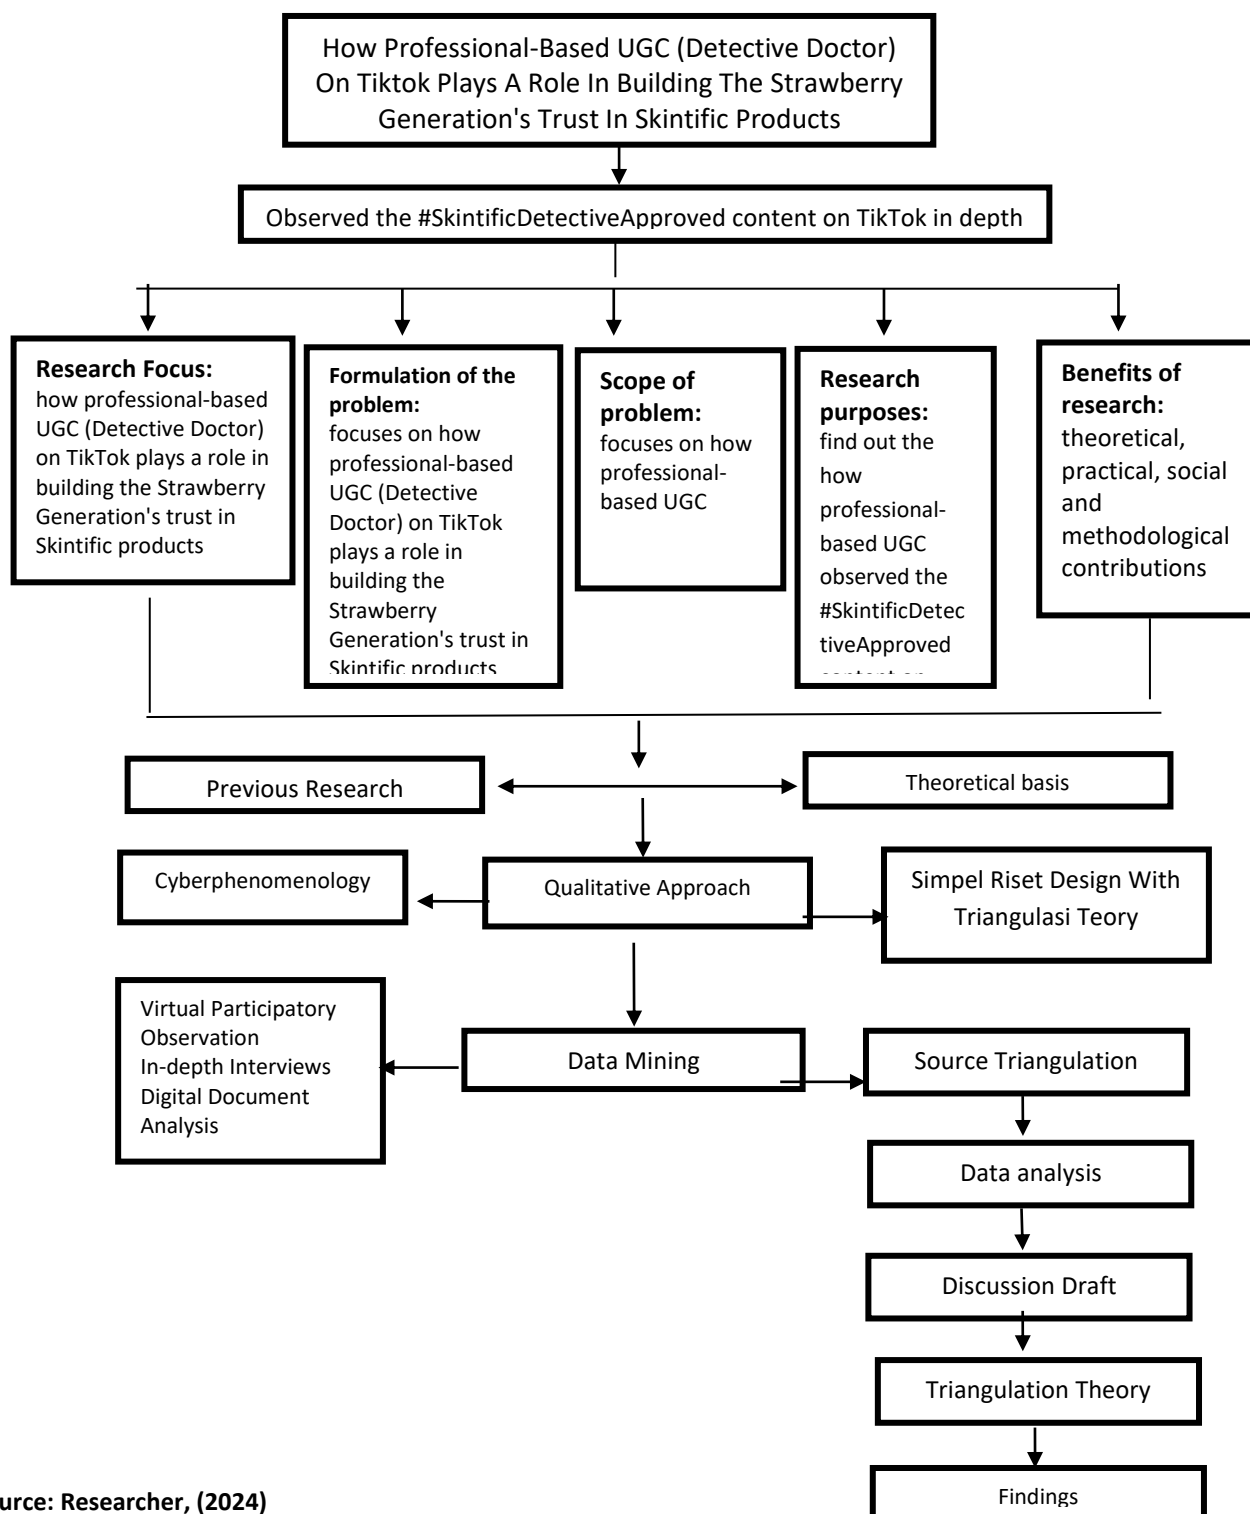 How Professional-Based UGC (Detective Doctor)
On Tiktok Plays A Role In Building The Strawberry
Generation's Trust In Skintific Products
Observed the #SkintificDetectiveApproved content on TikTok in depth
Research Focus:
how professional-based
UGC (Detective Doctor)
on TikTok plays a role in
building the Strawberry
Generation's trust in
Skintific products
Formulation of the
problem:
focuses on how
professional-based
UGC (Detective
Doctor) on TikTok
plays a role in
building the
Strawberry
Generation's trust in
Skintific products
Scope of
problem:
focuses on how
professional-
based UGC
Research
purposes:
find out the
how
professional-
based UGC
observed the
#SkintificDetec
tiveApproved
content on
Benefits of
research:
theoretical,
practical, social
and
methodological
contributions
Previous Research
Theoretical basis
Cyberphenomenology
Qualitative Approach
Simpel Riset Design With
Triangulasi Teory
Virtual Participatory
Observation
In-depth Interviews
Digital Document
Analysis
Data Mining
Source Triangulation
Data analysis
Discussion Draft
Triangulation Theory
Findings
urce: Researcher, (2024)